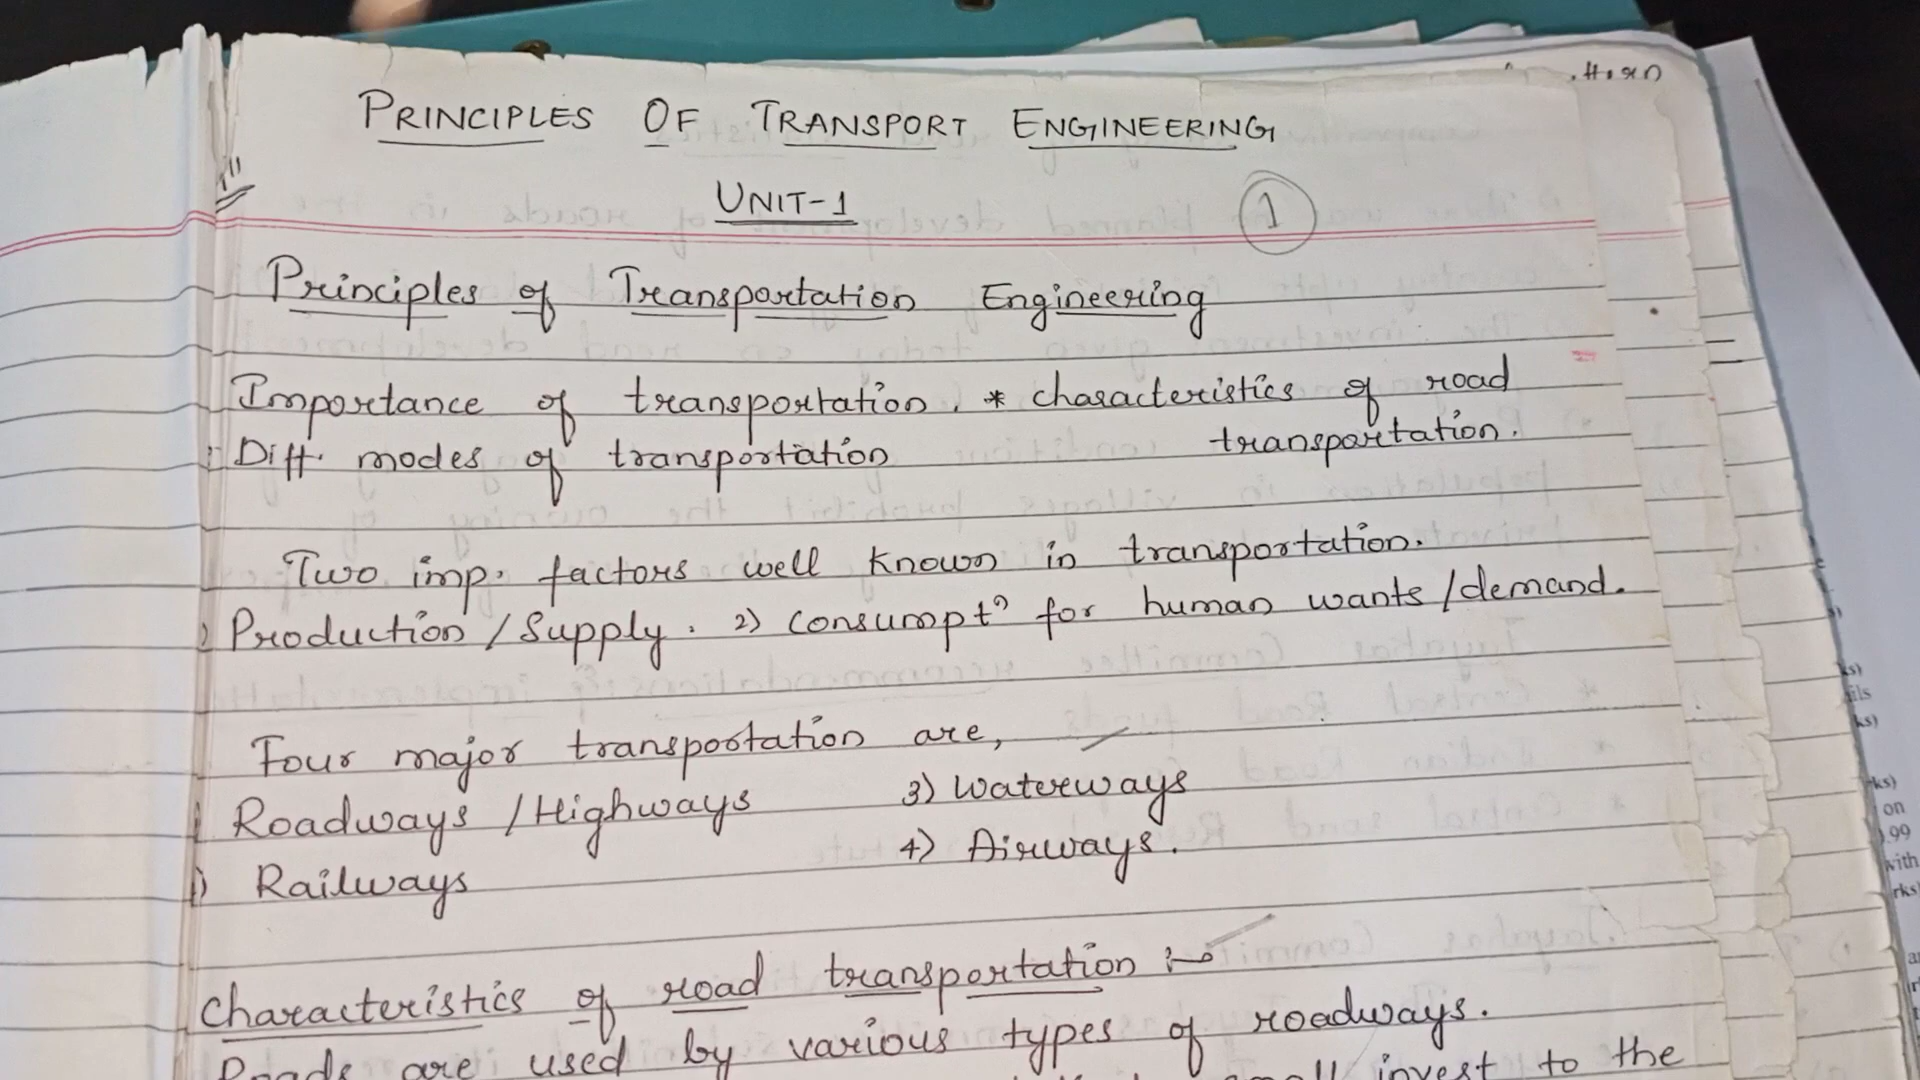 PRINCIPLES OF TRANSPORT ENGINEERING
UNIT-1
1
Principles of Transportation Engineering
Importance of transportation. * characteristics of road
transportation.
Diff. modes of transportation
Two imp. factors well known in transportation.
Production / Supply. 2) Consumptⁿ for human wants / demand.
Four major transportation are,
Roadways / Highways 3) Waterways
Railways 4) Airways.
characteristics of road transportation :-
Roads are used by various types of roadways.
small invest to the